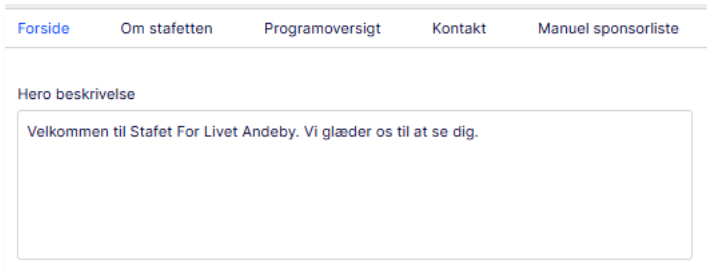 Forside Om stafetten Programoversigt Kontakt Manuel sponsorliste
Hero beskrivelse
Velkommen til Stafet For Livet Andeby. Vi glæder os til at se dig.